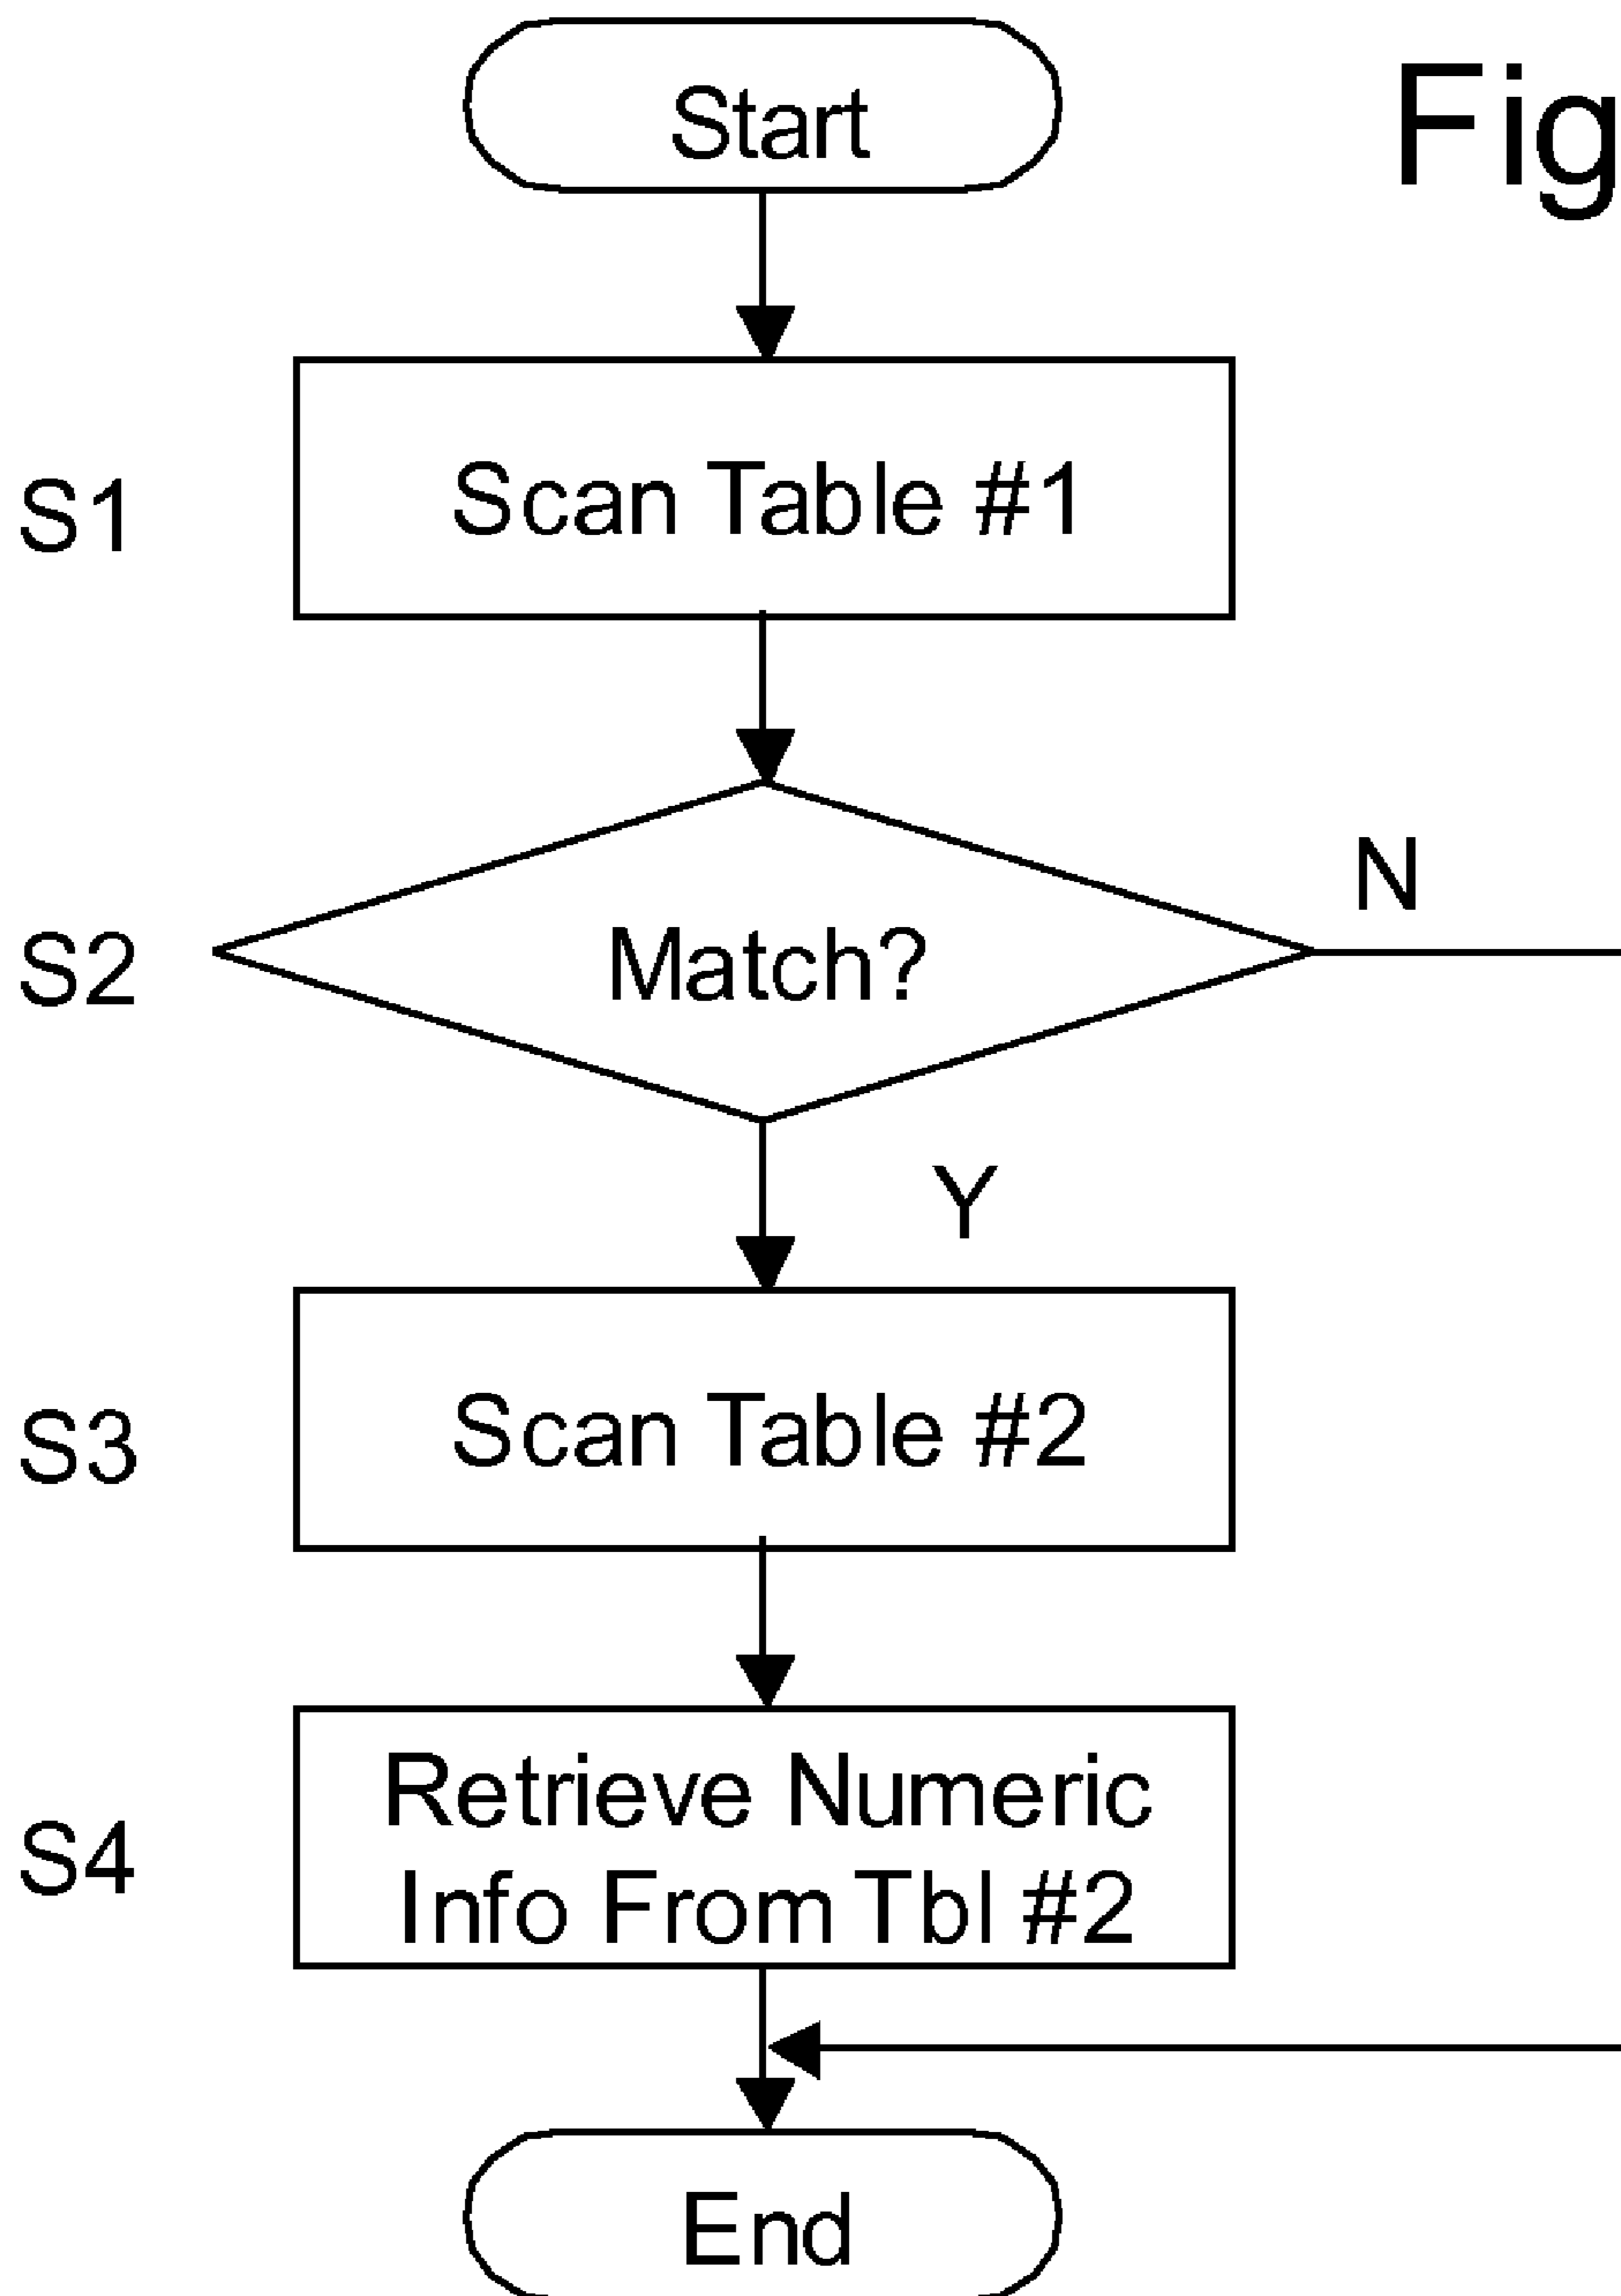 Start
Fig
S1
Scan Table #1
N
S2
Match?
Y
S3
Scan Table #2
S4
Retrieve Numeric
Info From Tbl #2
End